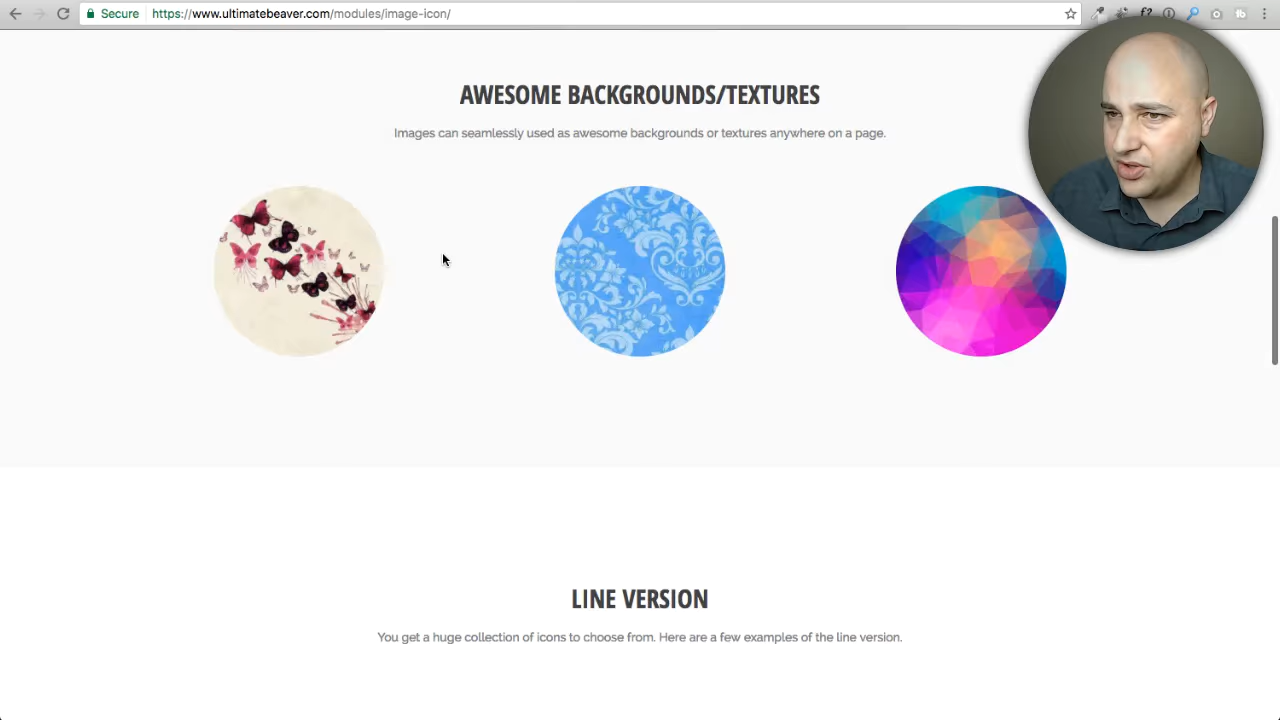 Secure https://www.ultimatebeaver.com/modules/image-icon/
f?
AWESOME BACKGROUNDS/TEXTURES
Images can seamlessly used as awesome backgrounds or textures anywhere on a page.
LINE VERSION
You get a huge collection of icons to choose from. Here are a few examples of the line version.